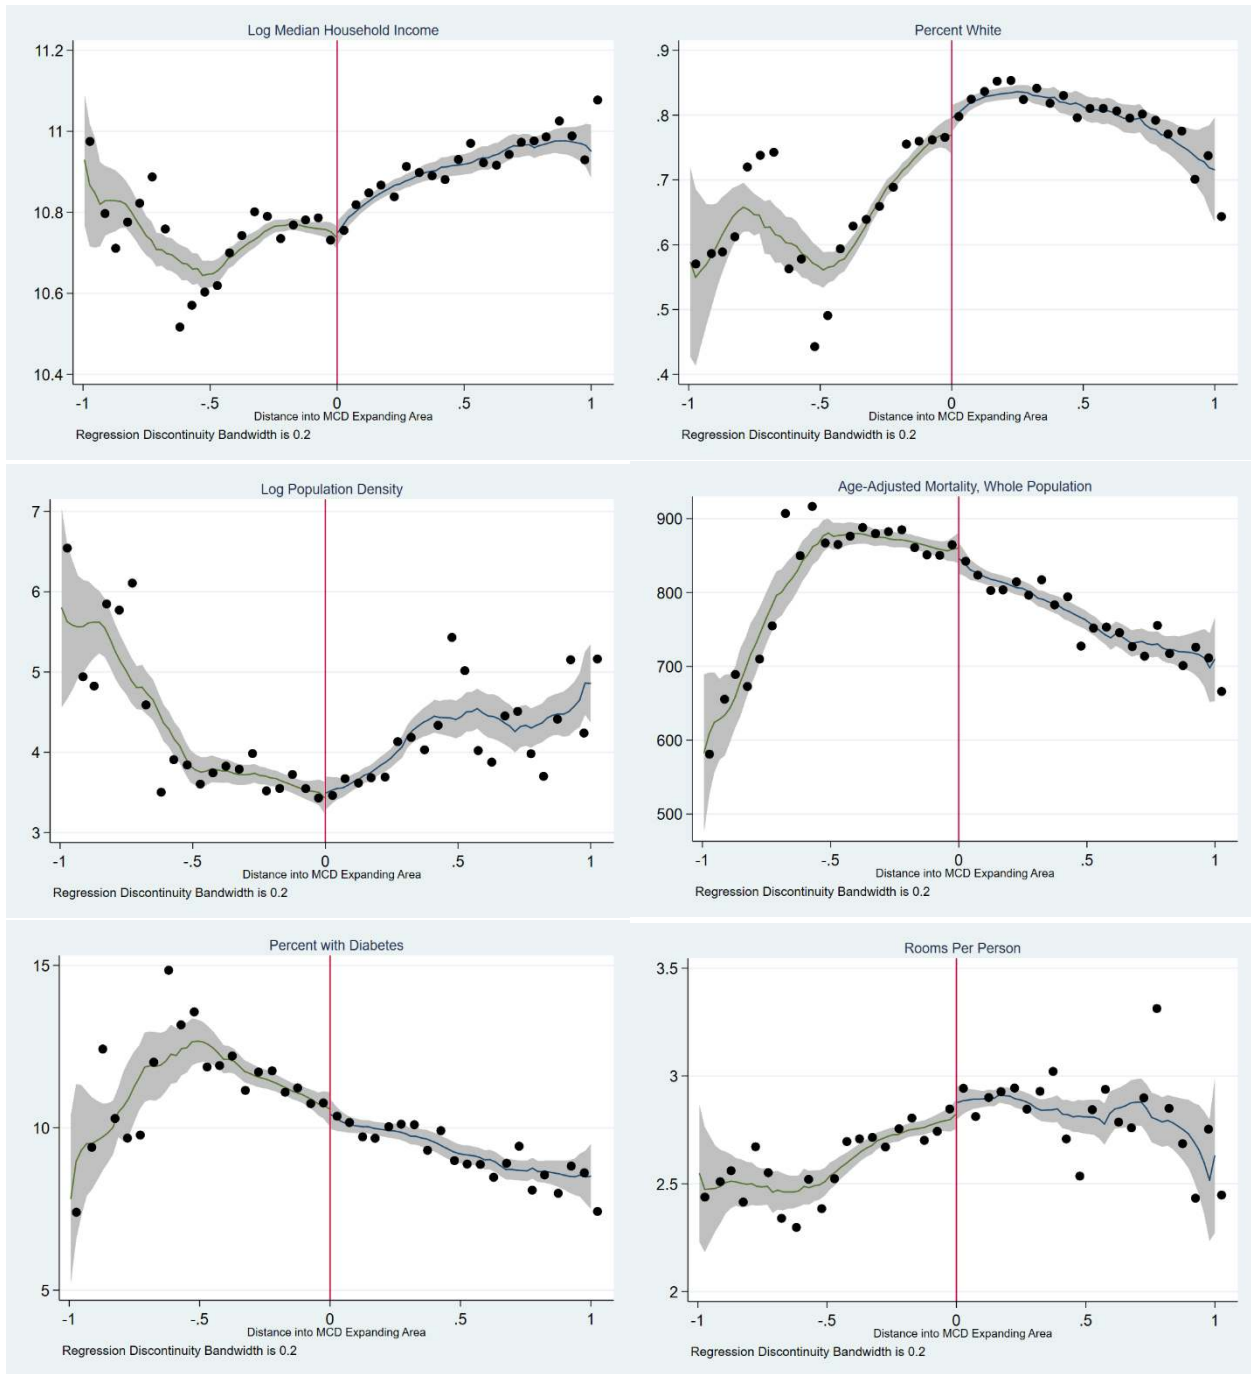 Log Median Household Income
11.2
11
10.8
10.6
10.4
-1 -.5 0 .5 1
Distance into MCD Expanding Area
Regression Discontinuity Bandwidth is 0.2
Percent White
.9
.8
.7
.6
.5
.4
-1 -.5 0 .5 1
Distance into MCD Expanding Area
Regression Discontinuity Bandwidth is 0.2
Log Population Density
7
6
5
4
3
-1 -.5 0 .5 1
Distance into MCD Expanding Area
Regression Discontinuity Bandwidth is 0.2
Age-Adjusted Mortality, Whole Population
900
800
700
600
500
-1 -.5 0 .5 1
Distance into MCD Expanding Area
Regression Discontinuity Bandwidth is 0.2
Percent with Diabetes
15
10
5
-1 -.5 0 .5 1
Distance into MCD Expanding Area
Regression Discontinuity Bandwidth is 0.2
Rooms Per Person
3.5
3
2.5
2
-1 -.5 0 .5 1
Distance into MCD Expanding Area
Regression Discontinuity Bandwidth is 0.2